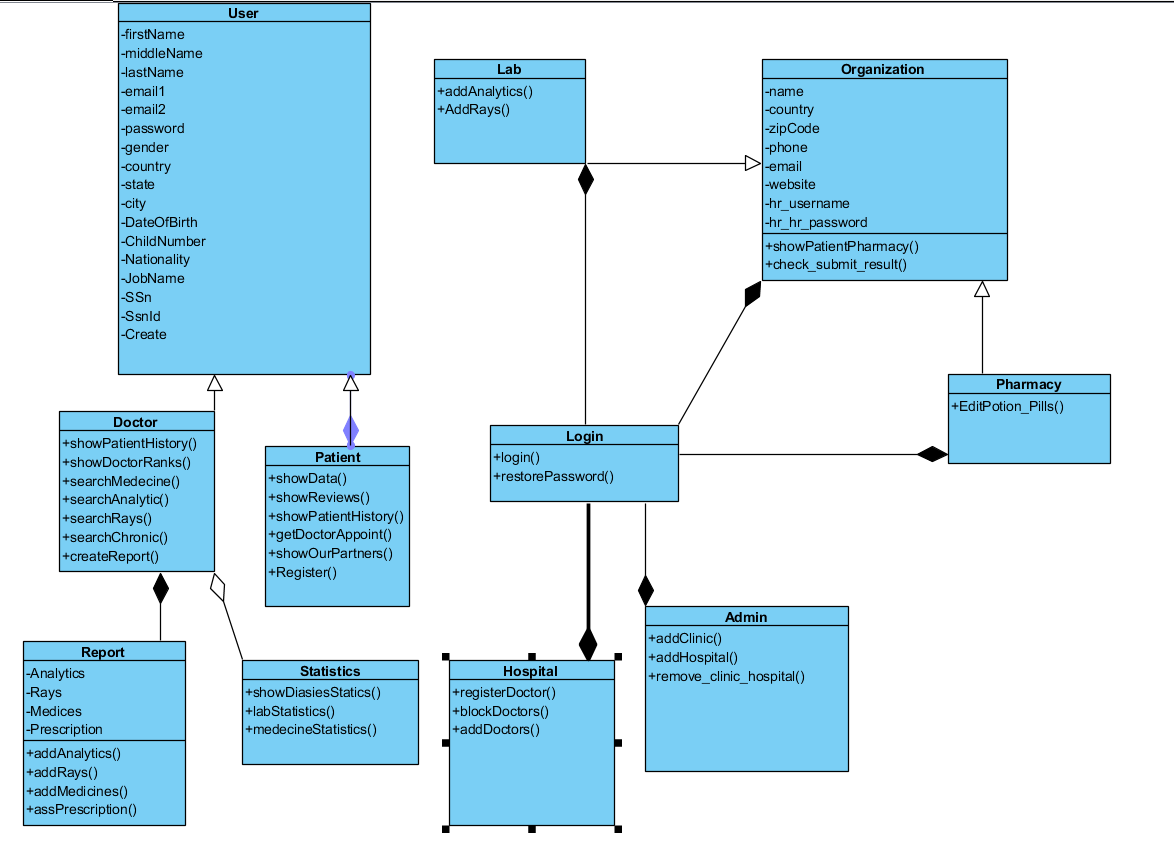 User
-firstName
-middleName
-lastName
-email1
-email2
-password
-gender
-country
-state
-city
-DateOfBirth
-ChildNumber
-Nationality
-JobName
-SSn
-SsnId
-Create
Lab
+addAnalytics()
+AddRays()
Organization
-name
-country
-zipCode
-phone
-email
-website
-hr_username
-hr_hr_password
+showPatientPharmacy()
+check_submit_result()
Pharmacy
+EditPotion_Pills()
Doctor
+showPatientHistory()
+showDoctorRanks()
+searchMedecine()
+searchAnalytic()
+searchRays()
+searchChronic()
+createReport()
Patient
+showData()
+showReviews()
+showPatientHistory()
+getDoctorAppoint()
+showOurPartners()
+Register()
Login
+login()
+restorePassword()
Report
-Analytics
-Rays
-Medices
-Prescription
+addAnalytics()
+addRays()
+addMedicines()
+assPrescription()
Statistics
+showDiasiesStatics()
+labStatistics()
+medecineStatistics()
Hospital
+registerDoctor()
+blockDoctors()
+addDoctors()
Admin
+addClinic()
+addHospital()
+remove_clinic_hospital()